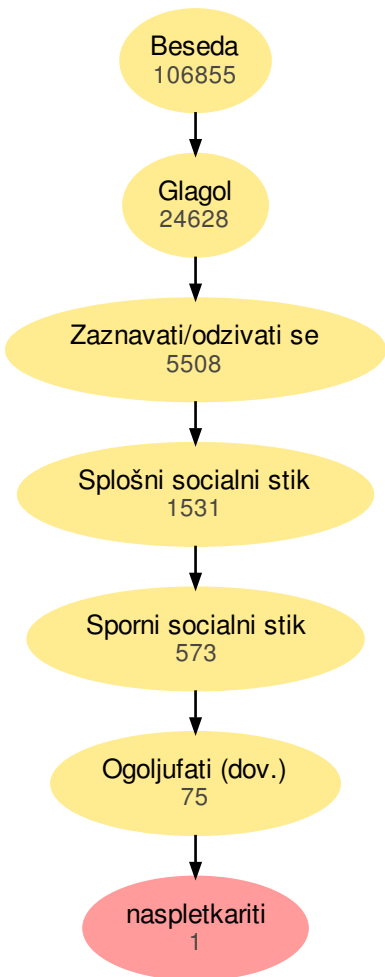 Beseda
106855
Glagol
24628
Zaznavati/odzivati se
5508
Splošni socialni stik
1531
Sporni socialni stik
573
Ogoljufati (dov.)
75
naspletkariti
1